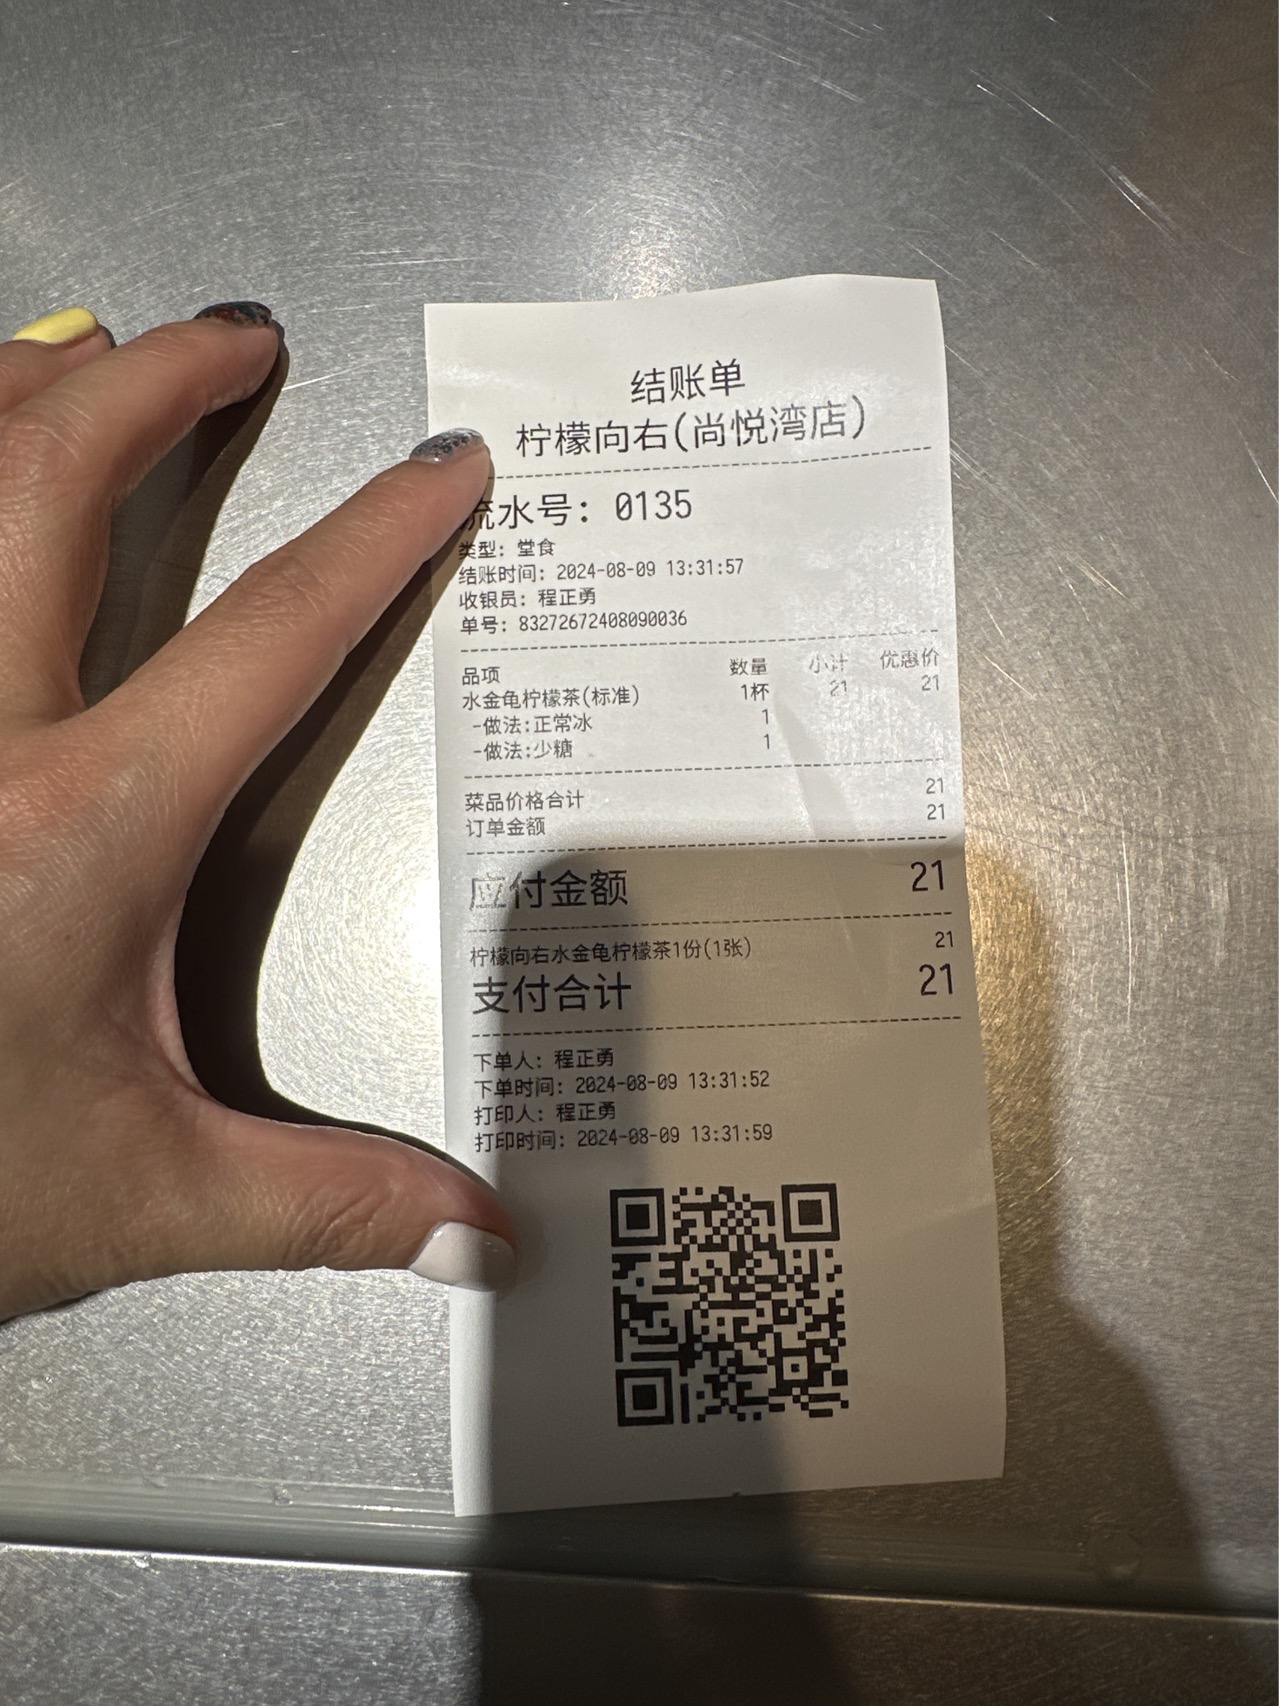 结账单
柠檬向右(尚悦湾店)
流水号: 0135
类型: 堂食
结账时间: 2024-08-09 13:31:57
收银员: 程正勇
单号: 83272672408090036
品项 数量 小计 优惠价
水金龟柠檬茶(标准) 1杯 21 21
-做法:正常冰 1
-做法:少糖 1
菜品价格合计 21
订单金额 21
应付金额 21
柠檬向右水金龟柠檬茶1份(1张) 21
支付合计 21
下单人: 程正勇
下单时间: 2024-08-09 13:31:52
打印人: 程正勇
打印时间: 2024-08-09 13:31:59